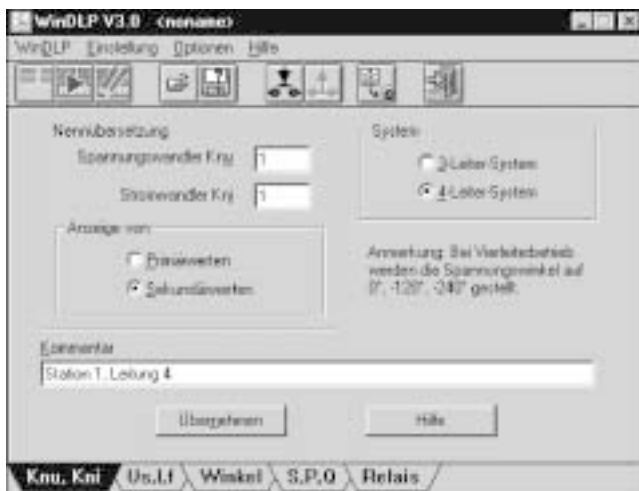 WinDLP V3.0 <noname>
WinDLP Einstellung Optionen Hilfe
Nennübersetzung
Spannungswandler Knu 1
Stromwandler Kni 1
System
3-Leiter-System
4-Leiter-System
Anzeige von
Primärwerten
Sekundärwerten
Anmerkung: Bei Vierleiterbetrieb
werden die Spannungswinkel auf
0°, -120°, -240° gestellt.
Kommentar
Station 1, Leitung 4
Übernehmen Hilfe
Knu, Kni Us,I,f Winkel S,P,Q Relais